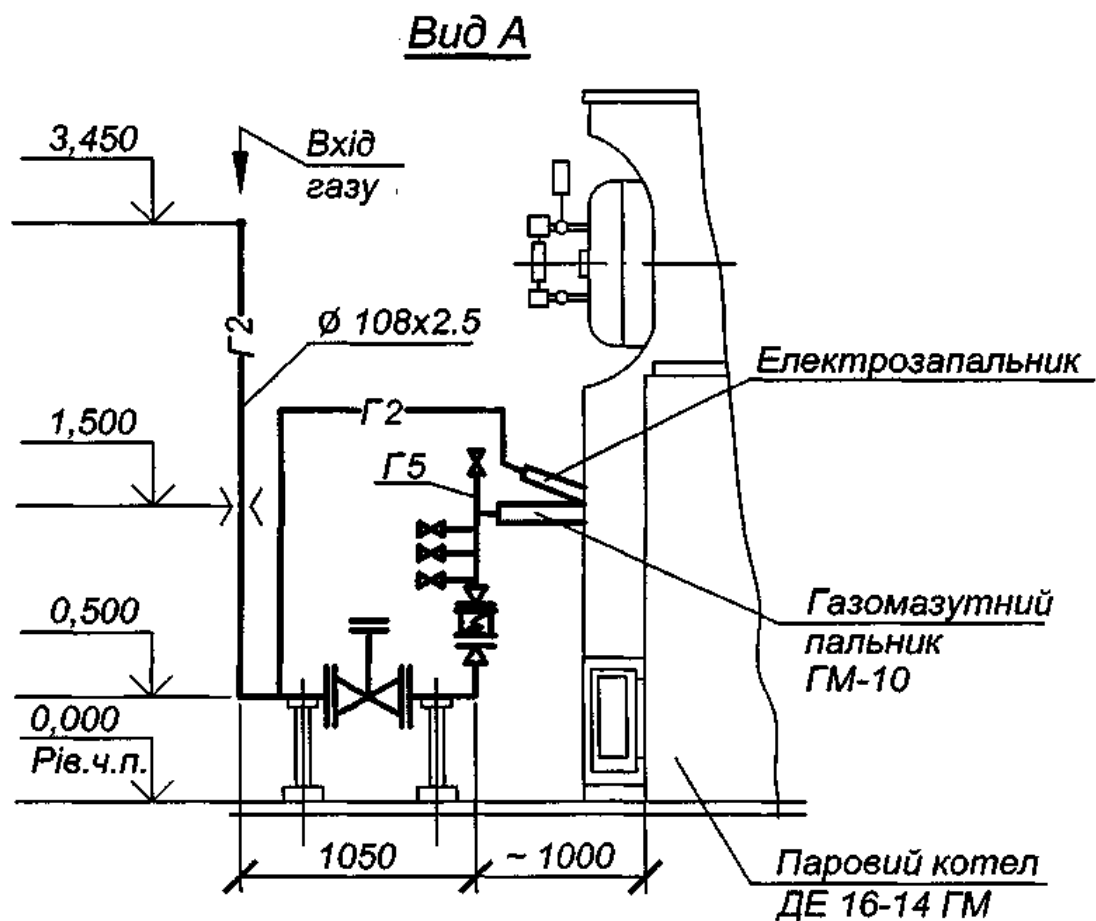 Вид А
3,450
Вхід
газу
Г2
Ø 108х2.5
Електрозапальник
Г2
1,500
Г5
0,500
Газомазутний
пальник
ГМ-10
0,000
Рів.ч.п.
1050
~ 1000
Паровий котел
ДЕ 16-14 ГМ